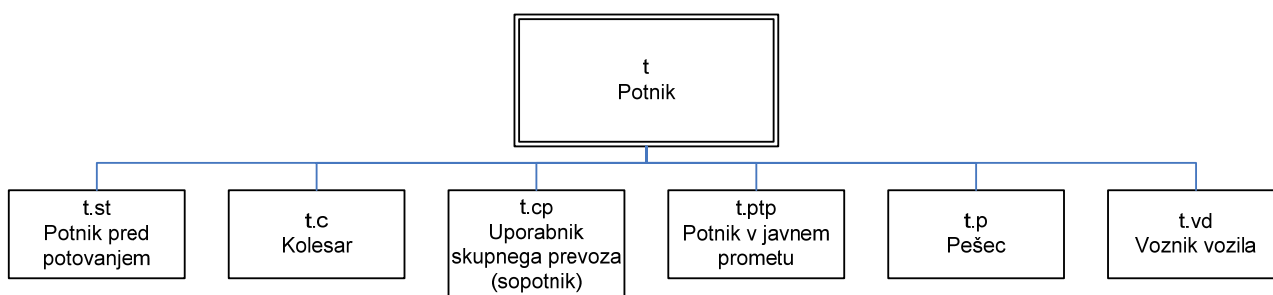 t
Potnik
t.st
Potnik pred
potovanjem
t.c
Kolesar
t.cp
Uporabnik
skupnega prevoza
(sopotnik)
t.ptp
Potnik v javnem
prometu
t.p
Pešec
t.vd
Voznik vozila